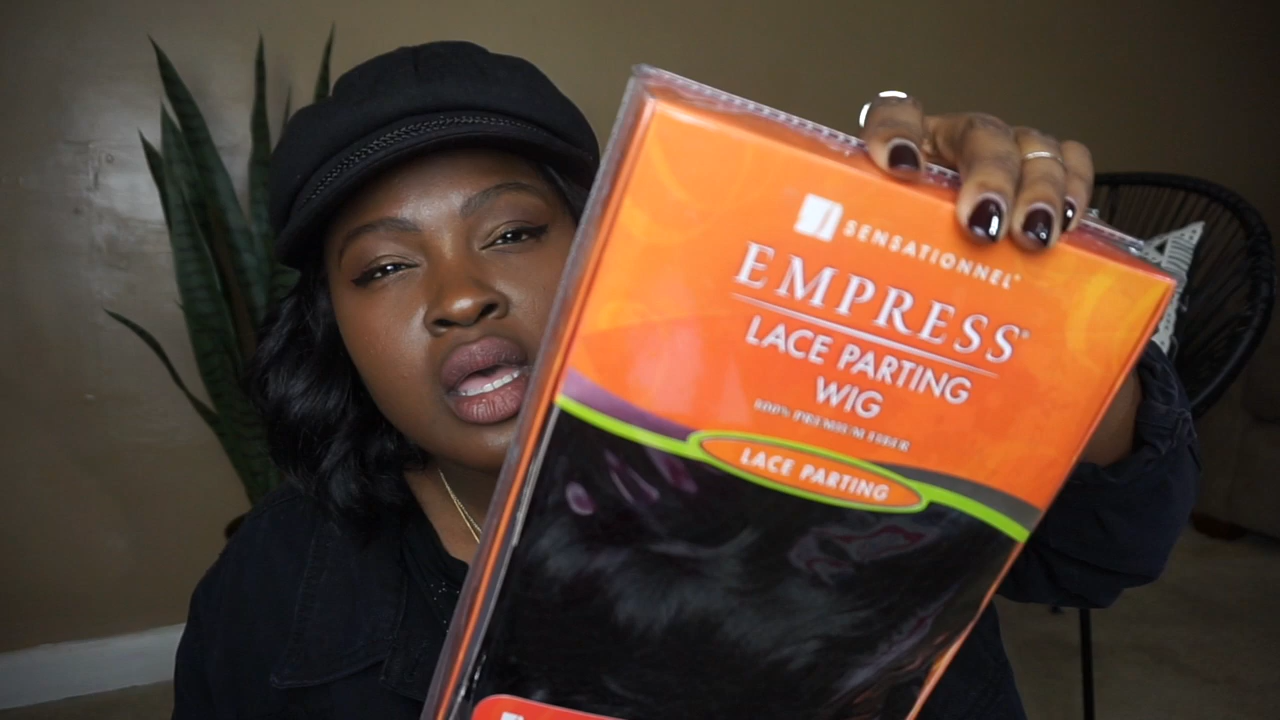 SENSATIONNEL®
EMPRESS®
LACE PARTING
WIG
100% PREMIUM FIBER
LACE PARTING